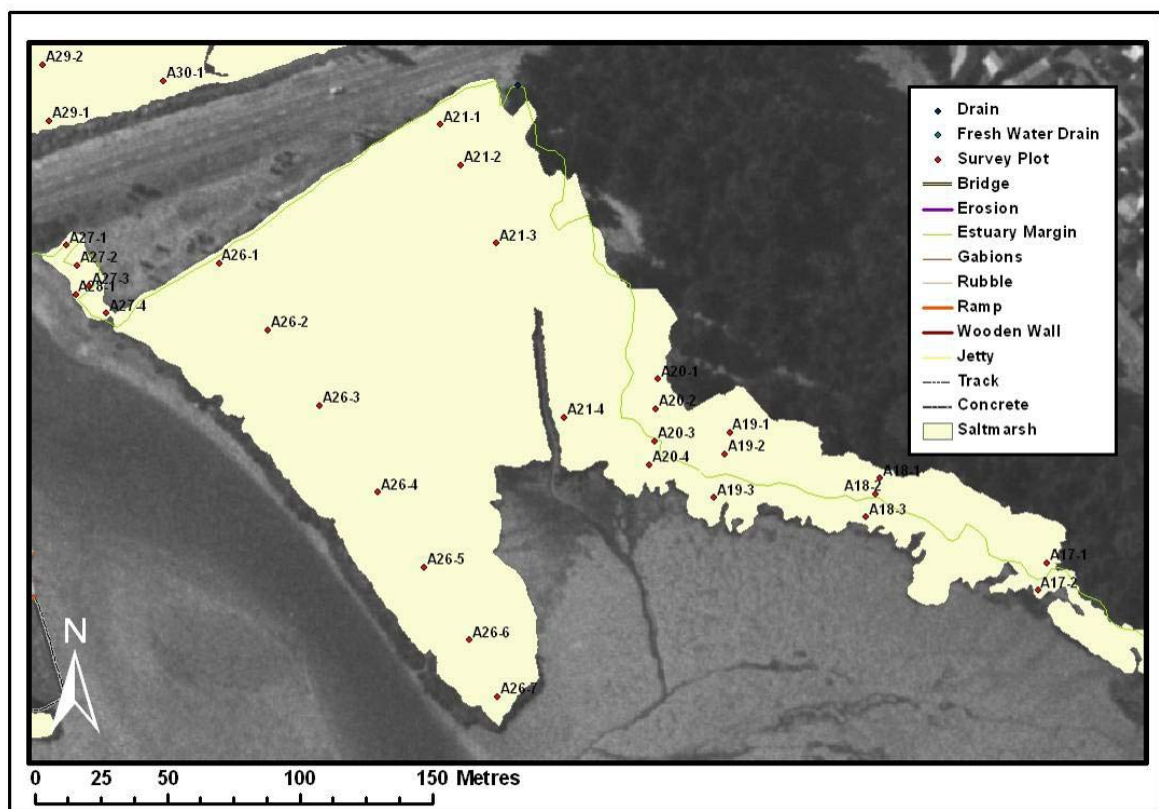 A29-2
A30-1
A29-1
A21-1
A21-2
A27-1
A27-2
A27-3
A28-1
A27-4
A26-1
A21-3
A26-2
A26-3
A21-4
A20-1
A20-2
A20-3
A20-4
A19-1
A19-2
A19-3
A18-1
A18-2
A18-3
A26-4
A26-5
A17-1
A17-2
A26-6
A26-7
Drain
Fresh Water Drain
Survey Plot
Bridge
Erosion
Estuary Margin
Gabions
Rubble
Ramp
Wooden Wall
Jetty
Track
Concrete
Saltmarsh
N
0 25 50 100 150 Metres